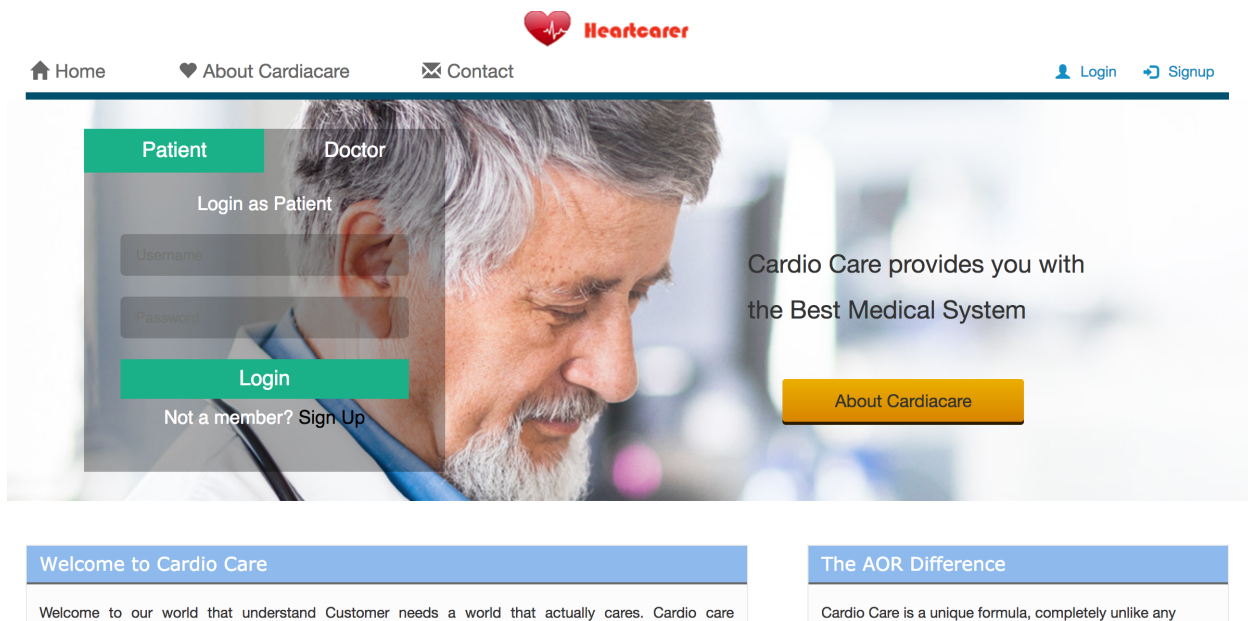 Heartcarer
Home About Cardiacare Contact Login Signup
Patient Doctor
Login as Patient
Username
Password
Login
Not a member? Sign Up
Cardio Care provides you with
the Best Medical System
About Cardiacare
Welcome to Cardio Care
Welcome to our world that understand Customer needs a world that actually cares. Cardio care
The AOR Difference
Cardio Care is a unique formula, completely unlike any